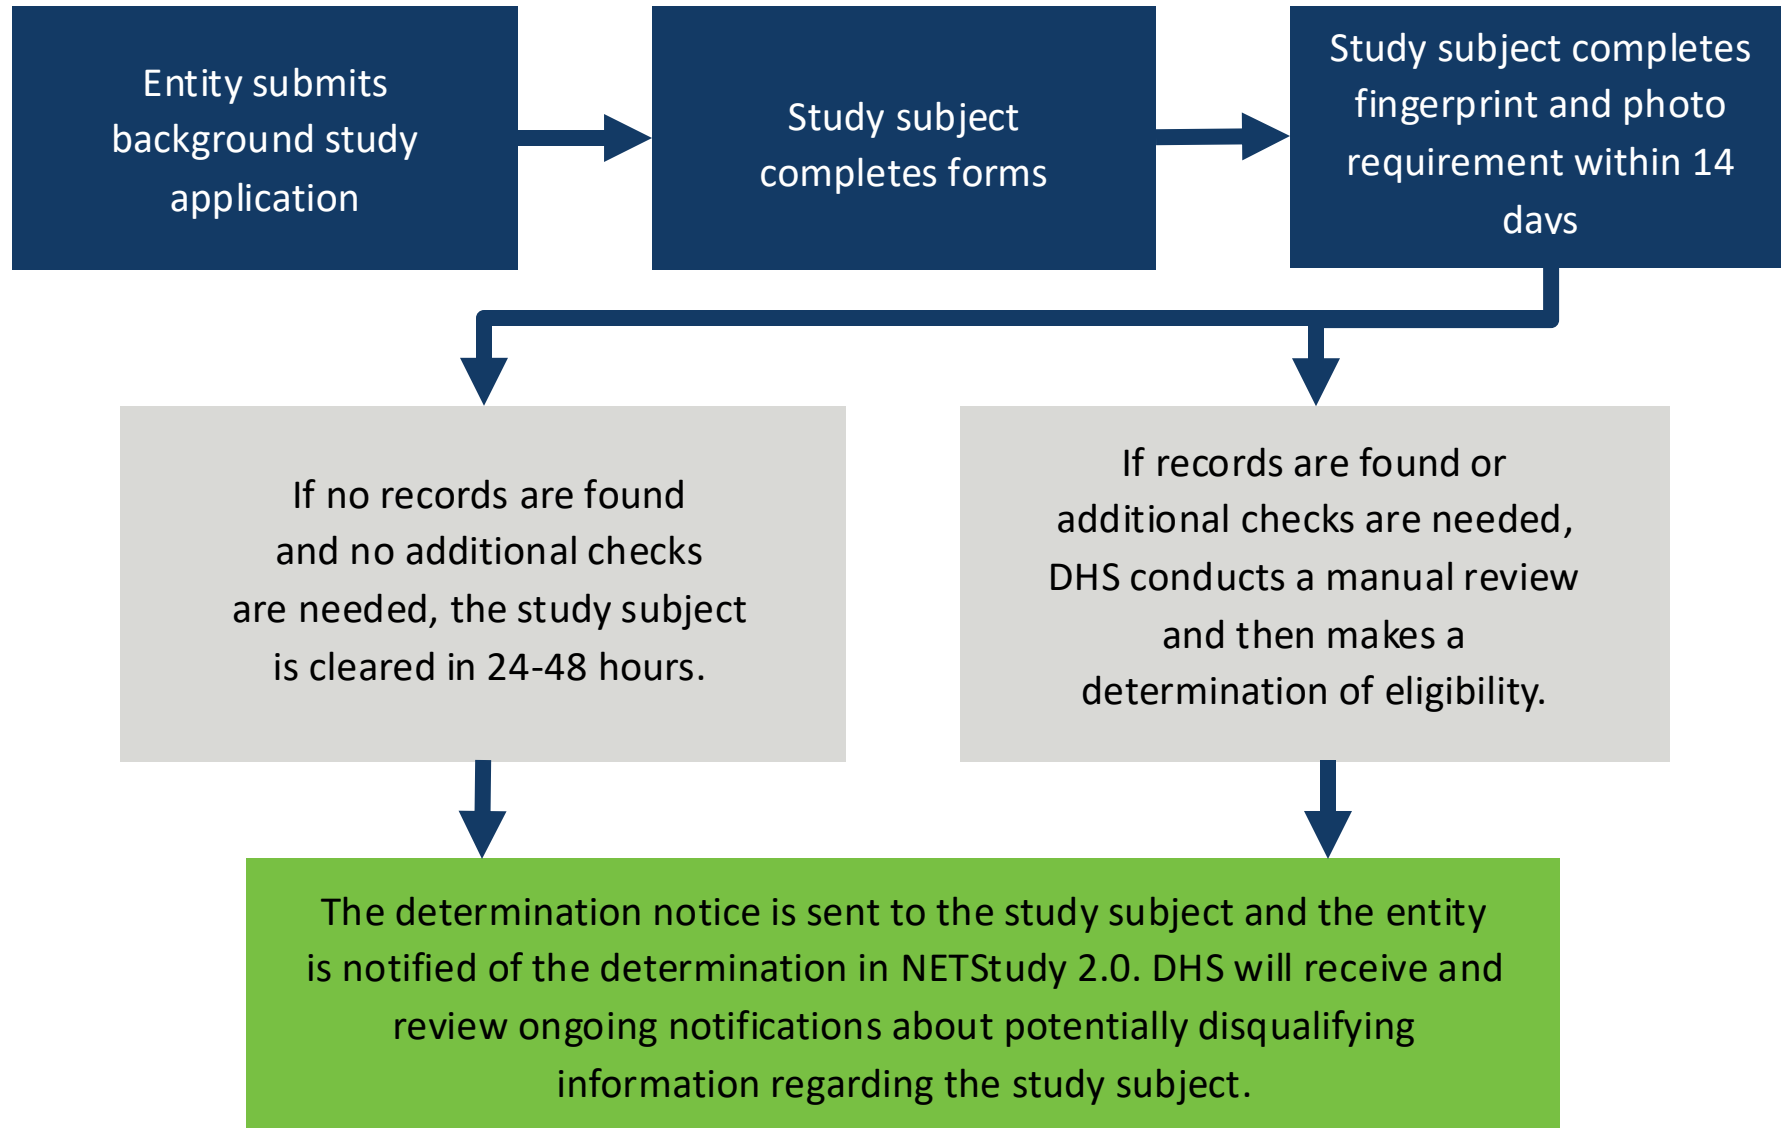 Entity submits
background study
application
Study subject
completes forms
Study subject completes
fingerprint and photo
requirement within 14
davs
If no records are found
and no additional checks
are needed, the study subject
is cleared in 24-48 hours.
If records are found or
additional checks are needed,
DHS conducts a manual review
and then makes a
determination of eligibility.
The determination notice is sent to the study subject and the entity
is notified of the determination in NETStudy 2.0. DHS will receive and
review ongoing notifications about potentially disqualifying
information regarding the study subject.